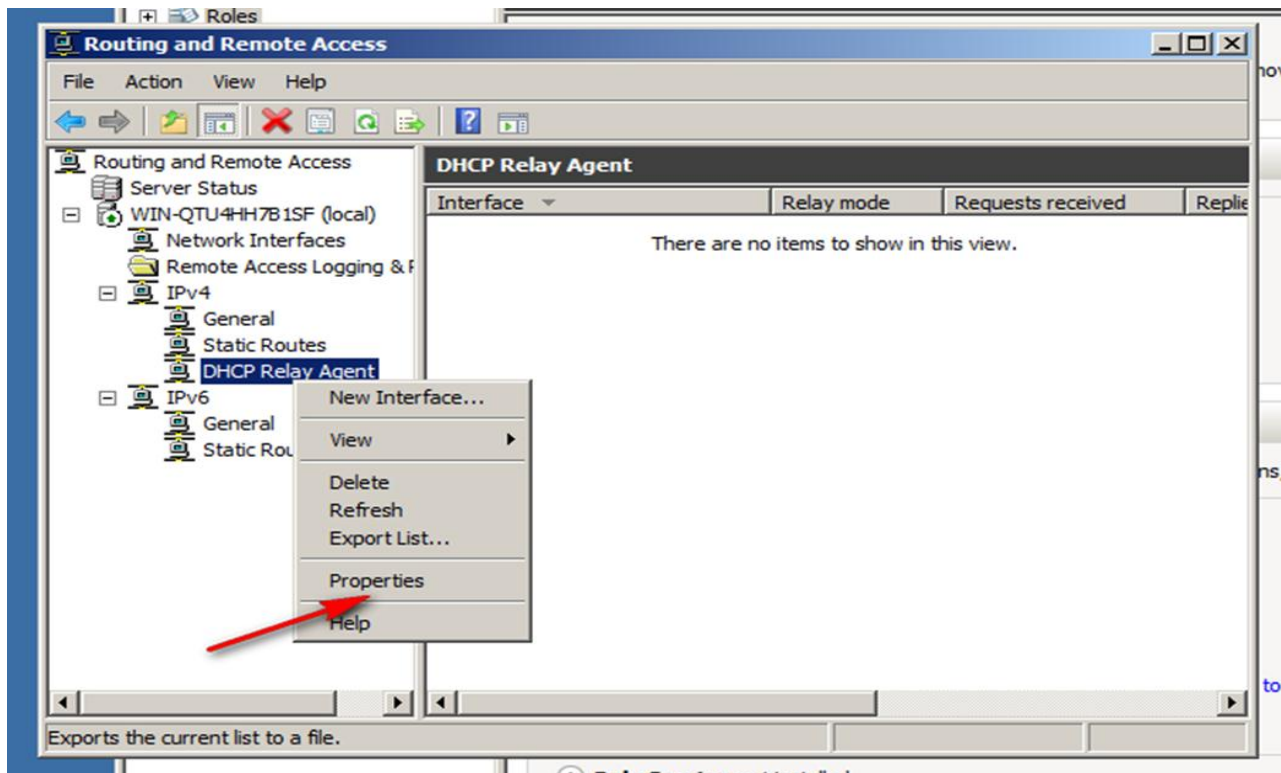 Roles
Routing and Remote Access
File Action View Help
Routing and Remote Access
Server Status
WIN-QTU4HH7B1SF (local)
Network Interfaces
Remote Access Logging &
IPv4
General
Static Routes
DHCP Relay Agent
IPv6
General
Static Rou
DHCP Relay Agent
Interface Relay mode Requests received Replie
There are no items to show in this view.
New Interface...
View
Delete
Refresh
Export List...
Properties
Help
Exports the current list to a file.
ns,
to